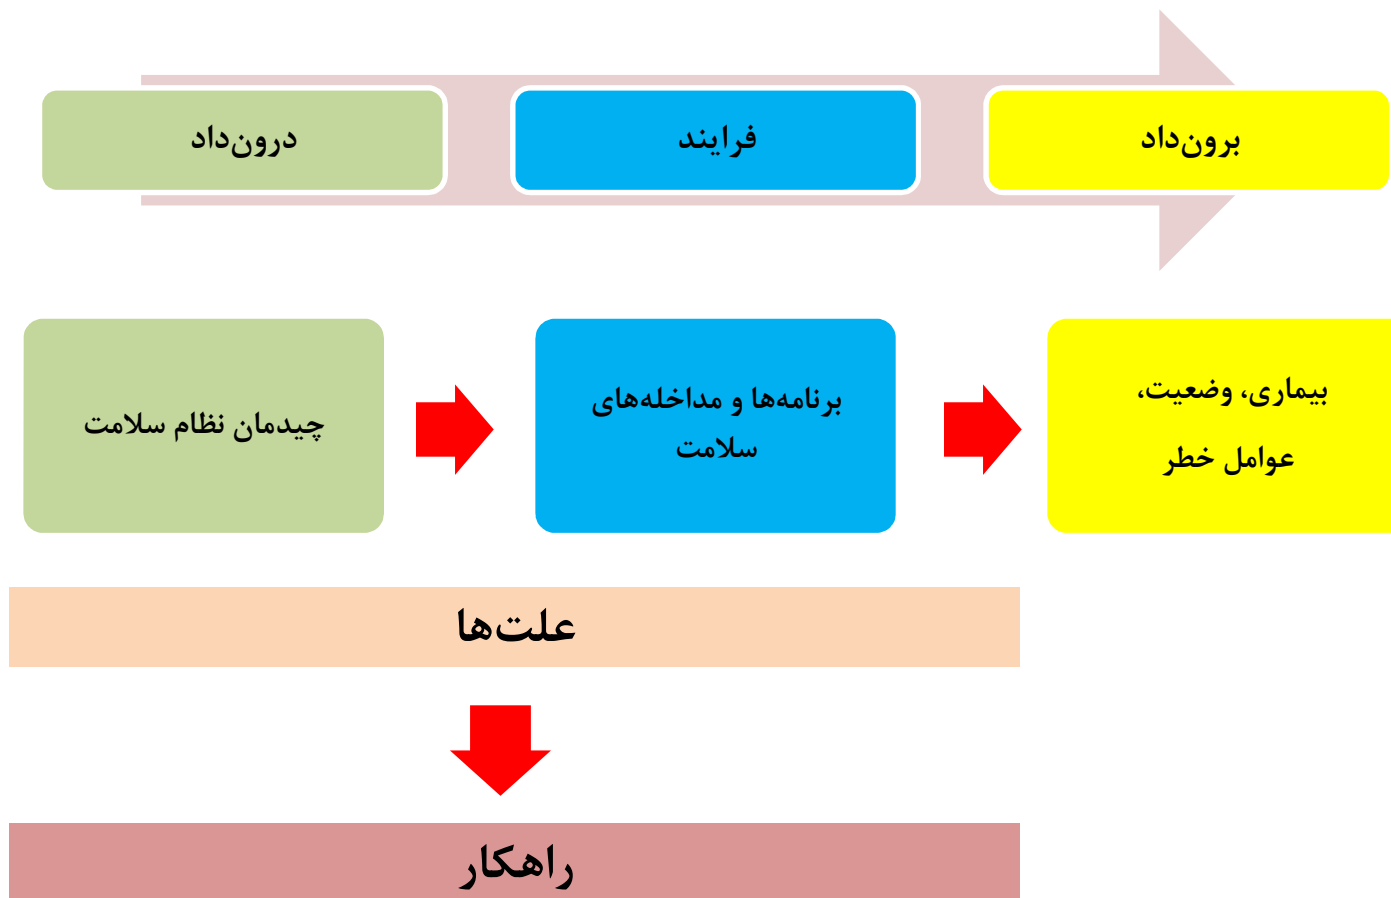 درون‌داد
فرایند
برون‌داد
چیدمان نظام سلامت
برنامه‌ها و مداخله‌های
سلامت
بیماری، وضعیت،
عوامل خطر
علت‌ها
راهکار